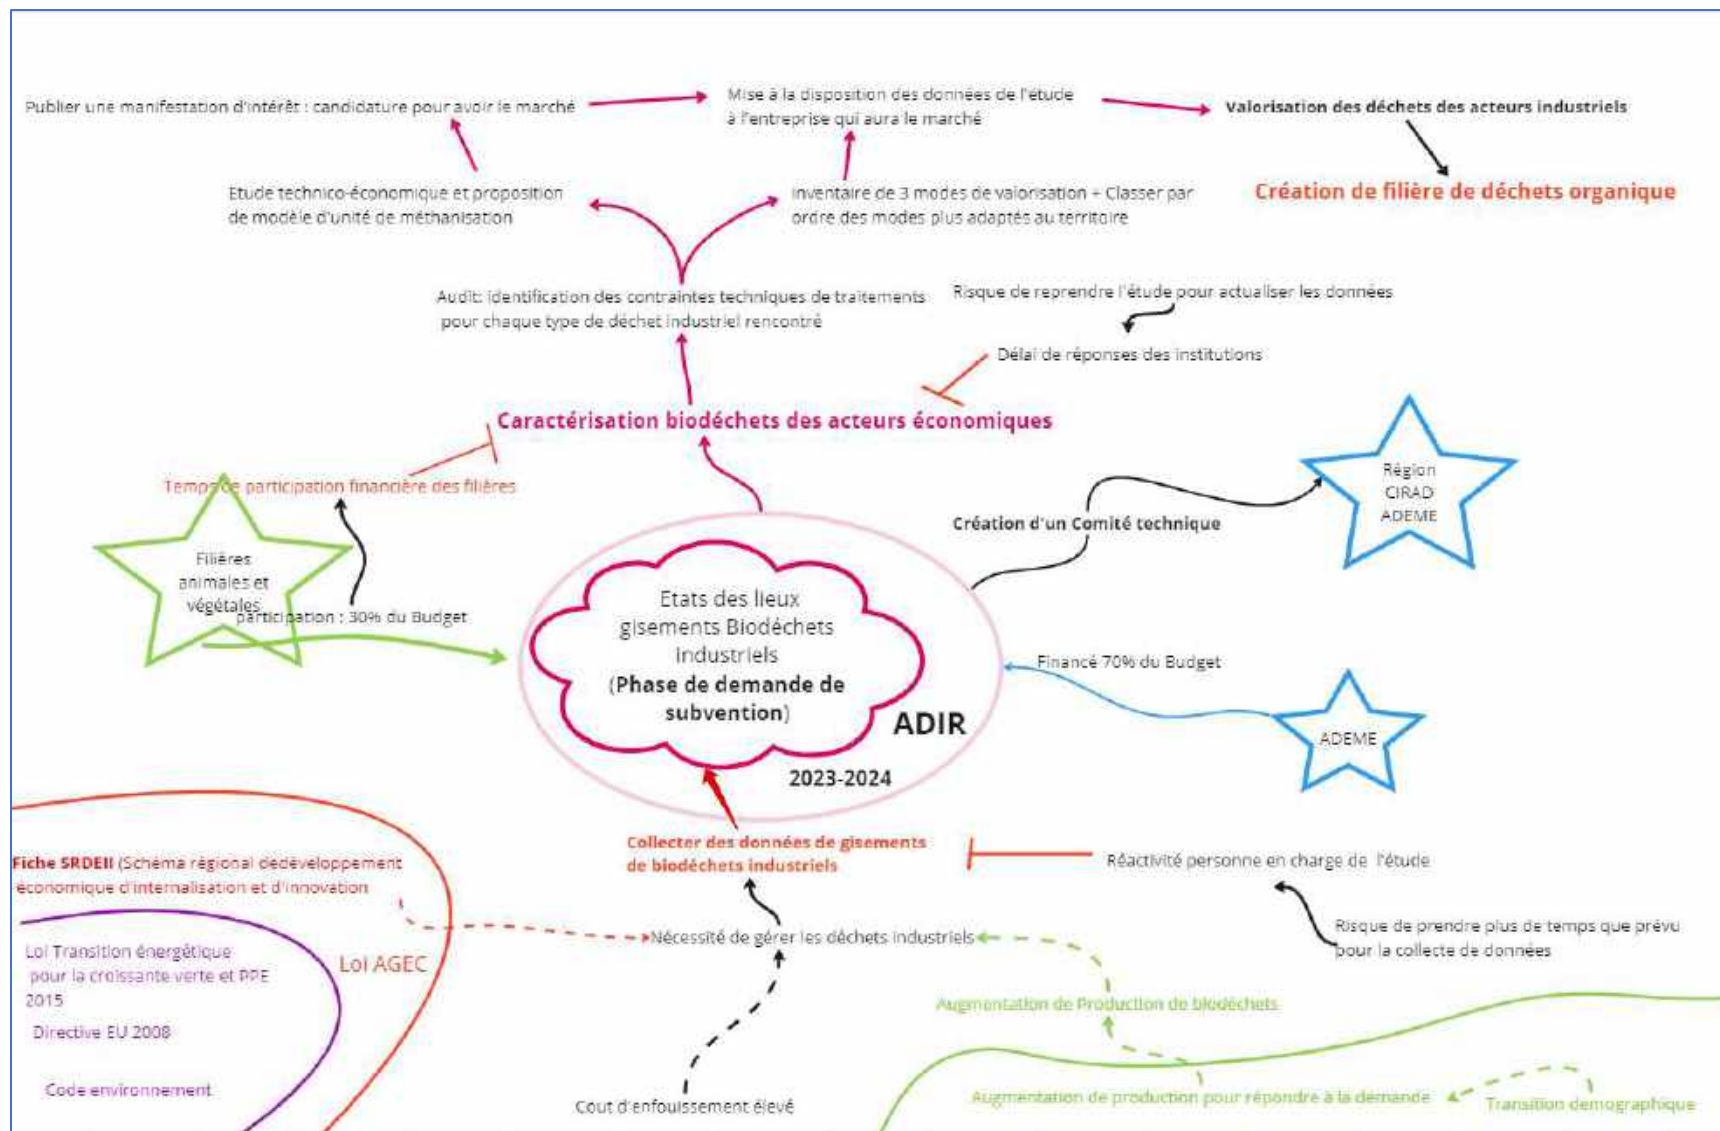 Publier une manifestation d'intérêt : candidature pour avoir le marché
Mise à la disposition des données de l'étude
à l'entreprise qui aura le marché
Valorisation des déchets des acteurs industriels
Création de filière de déchets organique
Etude technico-économique et proposition
de modèle d'unité de méthanisation
Inventaire de 3 modes de valorisation + Classer par
ordre des modes plus adaptés au territoire
Audit: identification des contraintes techniques de traitements
pour chaque type de déchet industriel rencontré
Risque de reprendre l'étude pour actualiser les données
Délai de réponses des institutions
Caractérisation biodéchets des acteurs économiques
Temps de participation financière des filières
Filières
animales et
végétales
participation : 30% du Budget
Région
CIRAD
ADEME
Création d'un Comité technique
Etats des lieux
gisements Biodéchets
industriels
(Phase de demande de
subvention)
ADIR
2023-2024
Financé 70% du Budget
ADEME
Collecter des données de gisements
de biodéchets industriels
Réactivité personne en charge de l'étude
Risque de prendre plus de temps que prévu
pour la collecte de données
Fiche SRDEII (Schéma régional dedéveloppement
économique d'internalisation et d'innovation
Nécessité de gérer les déchets industriels
Loi Transition énergétique
pour la croissante verte et PPE
2015
Loi AGEC
Directive EU 2008
Code environnement
Cout d'enfouissement élevé
Augmentation de Production de biodéchets
Augmentation de production pour répondre à la demande
Transition demographique